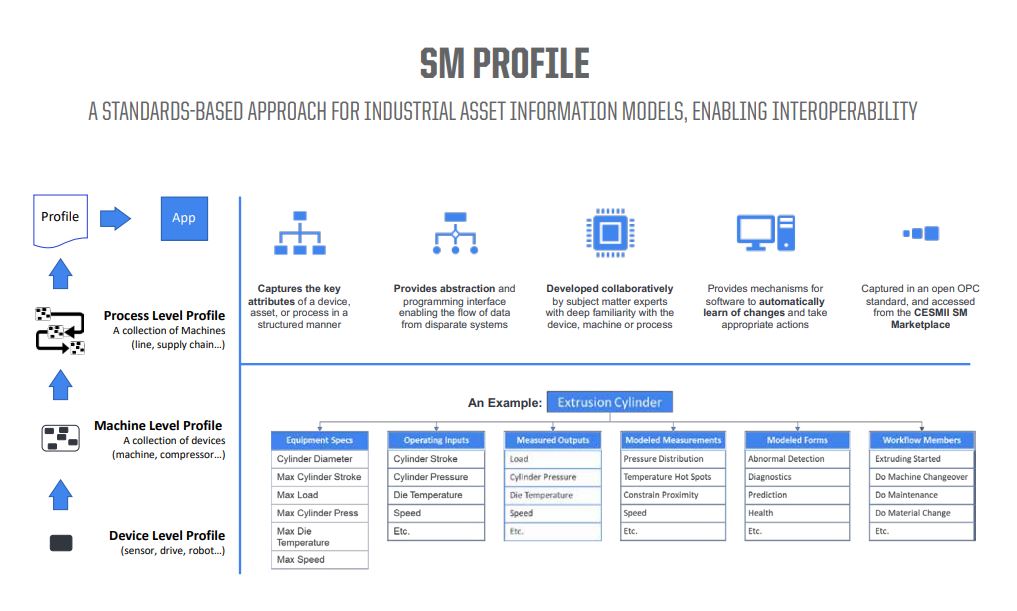 SM PROFILE
A STANDARDS-BASED APPROACH FOR INDUSTRIAL ASSET INFORMATION MODELS, ENABLING INTEROPERABILITY
Profile
App
Process Level Profile
A collection of Machines
(line, supply chain...)
Machine Level Profile
A collection of devices
(machine, compressor...)
Device Level Profile
(sensor, drive, robot...)
Captures the key
attributes of a device,
asset, or process in a
structured manner
Provides abstraction and
programming interface
enabling the flow of data
from disparate systems
Developed collaboratively
by subject matter experts
with deep familiarity with the
device, machine or process
Provides mechanisms for
software to automatically
learn of changes and take
appropriate actions
Captured in an open OPC
standard, and accessed
from the CESMII SM
Marketplace
An Example: Extrusion Cylinder
Equipment Specs
Cylinder Diameter
Max Cylinder Stroke
Max Load
Max Cylinder Press
Max Die
Temperature
Max Speed
Operating Inputs
Cylinder Stroke
Cylinder Pressure
Die Temperature
Speed
Etc.
Measured Outputs
Load
Cylinder Pressure
Die Temperature
Speed
Etc.
Modeled Measurements
Pressure Distribution
Temperature Hot Spots
Constrain Proximity
Speed
Etc.
Modeled Forms
Abnormal Detection
Diagnostics
Prediction
Health
Etc.
Workflow Members
Extruding Started
Do Machine Changeover
Do Maintenance
Do Material Change
Etc.